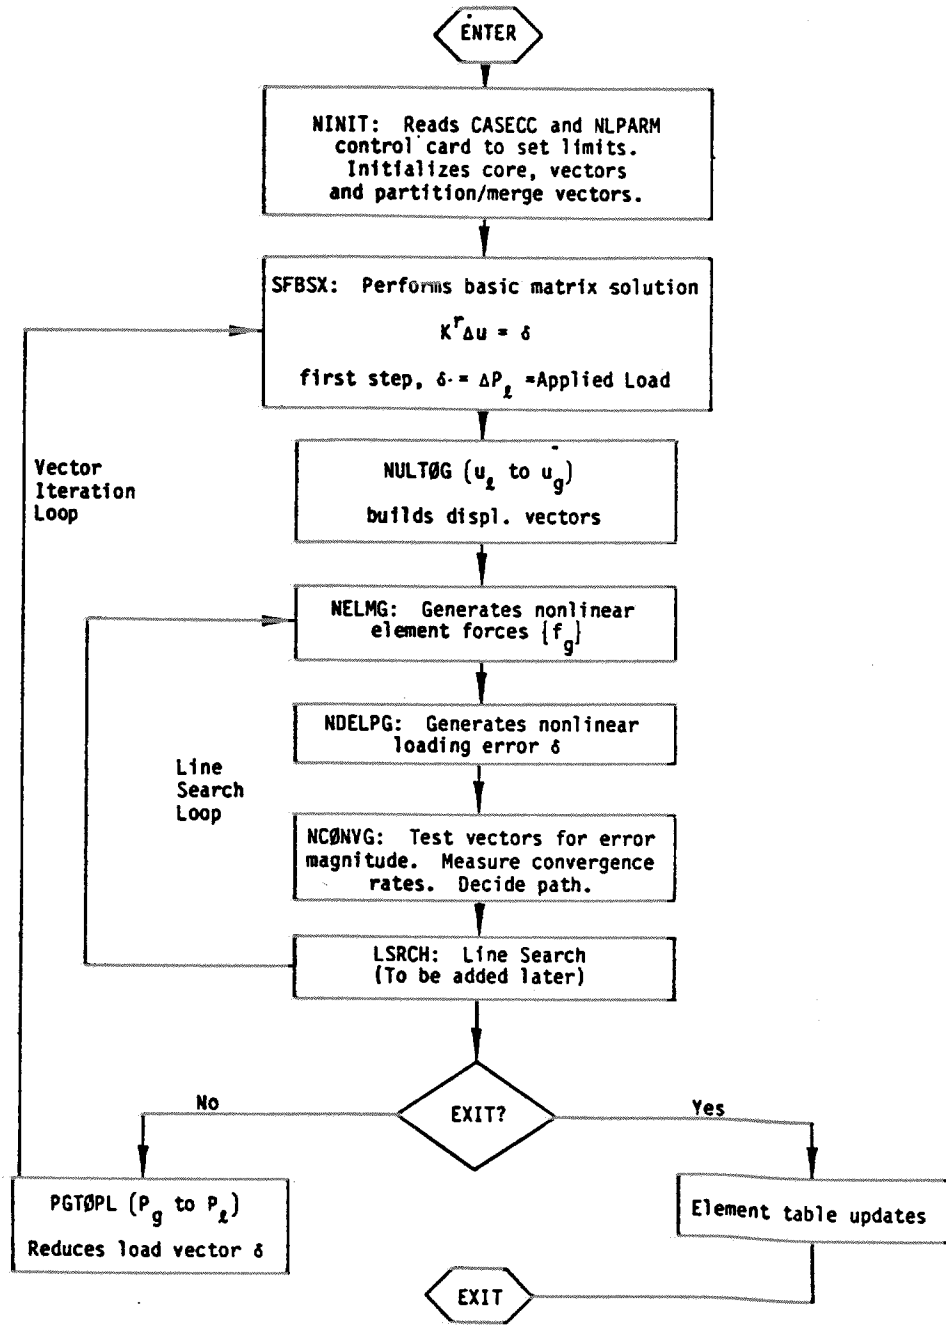 ENTER
NINIT: Reads CASECC and NLPARM
control card to set limits.
Initializes core, vectors
and partition/merge vectors.
SFBSX: Performs basic matrix solution
K^r Δu = δ
first step, δ = ΔP_ℓ =Applied Load
Vector
Iteration
Loop
NULTØG (u_ℓ to u_g)
builds displ. vectors
NELMG: Generates nonlinear
element forces {f_g}
NDELPG: Generates nonlinear
loading error δ
Line
Search
Loop
NCØNVG: Test vectors for error
magnitude. Measure convergence
rates. Decide path.
LSRCH: Line Search
(To be added later)
No
EXIT?
Yes
PGTØPL (P_g to P_ℓ)
Reduces load vector δ
Element table updates
EXIT